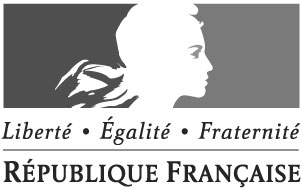 Liberté • Égalité • Fraternité
RÉPUBLIQUE FRANÇAISE